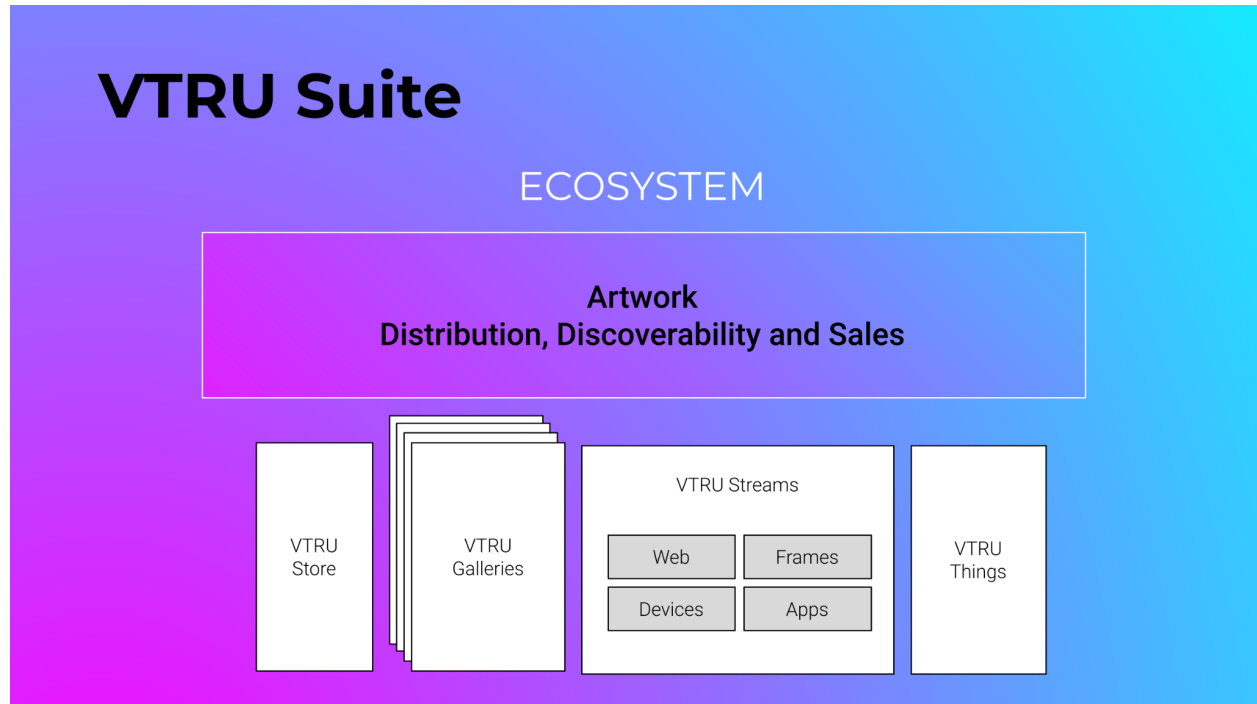 VTRU Suite
ECOSYSTEM
Artwork
Distribution, Discoverability and Sales
VTRU
Store
VTRU
Galleries
VTRU Streams
Web
Frames
Devices
Apps
VTRU
Things